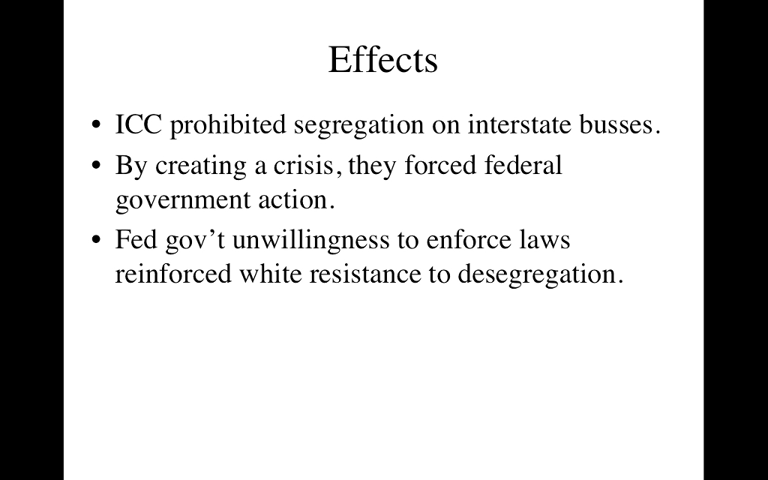 Effects
• ICC prohibited segregation on interstate busses.
• By creating a crisis, they forced federal
government action.
• Fed gov’t unwillingness to enforce laws
reinforced white resistance to desegregation.